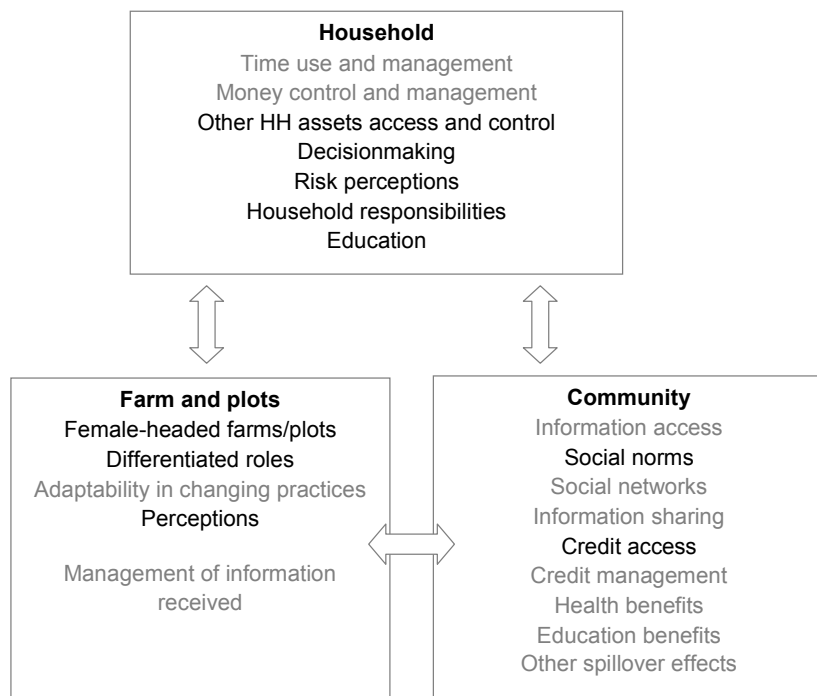 Household
Time use and management
Money control and management
Other HH assets access and control
Decisionmaking
Risk perceptions
Household responsibilities
Education
Farm and plots
Female-headed farms/plots
Differentiated roles
Adaptability in changing practices
Perceptions
Management of information
received
Community
Information access
Social norms
Social networks
Information sharing
Credit access
Credit management
Health benefits
Education benefits
Other spillover effects